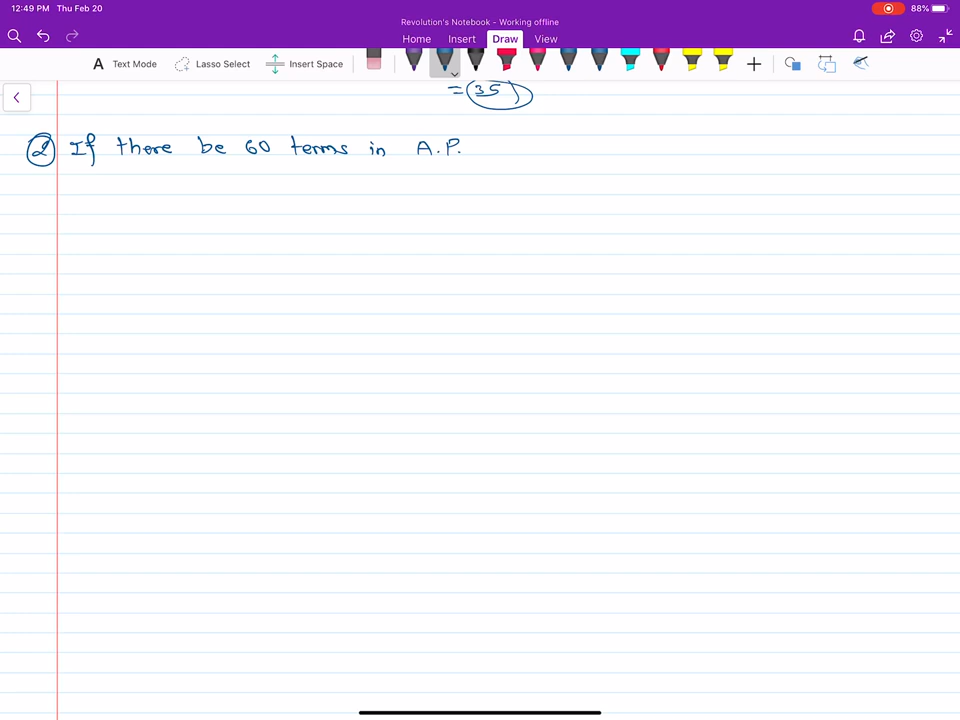 12:49 PM Thu Feb 20
88%
Revolution's Notebook - Working offline
Home Insert Draw View
A Text Mode Lasso Select Insert Space
= 35
2 If there be 60 terms in A.P.